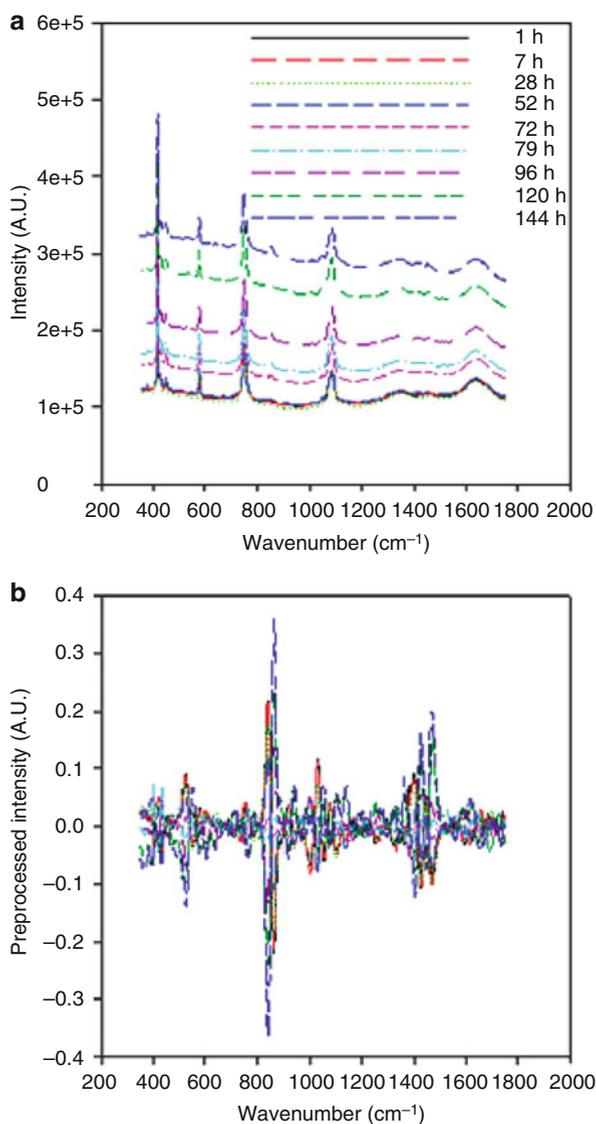 a
6e+5
5e+5
4e+5
3e+5
2e+5
1e+5
0
Intensity (A.U.)
1 h
7 h
28 h
52 h
72 h
79 h
96 h
120 h
144 h
200 400 600 800 1000 1200 1400 1600 1800 2000
Wavenumber (cm⁻¹)
b
0.4
0.3
0.2
0.1
0.0
−0.1
−0.2
−0.3
−0.4
Preprocessed intensity (A.U.)
200 400 600 800 1000 1200 1400 1600 1800 2000
Wavenumber (cm⁻¹)